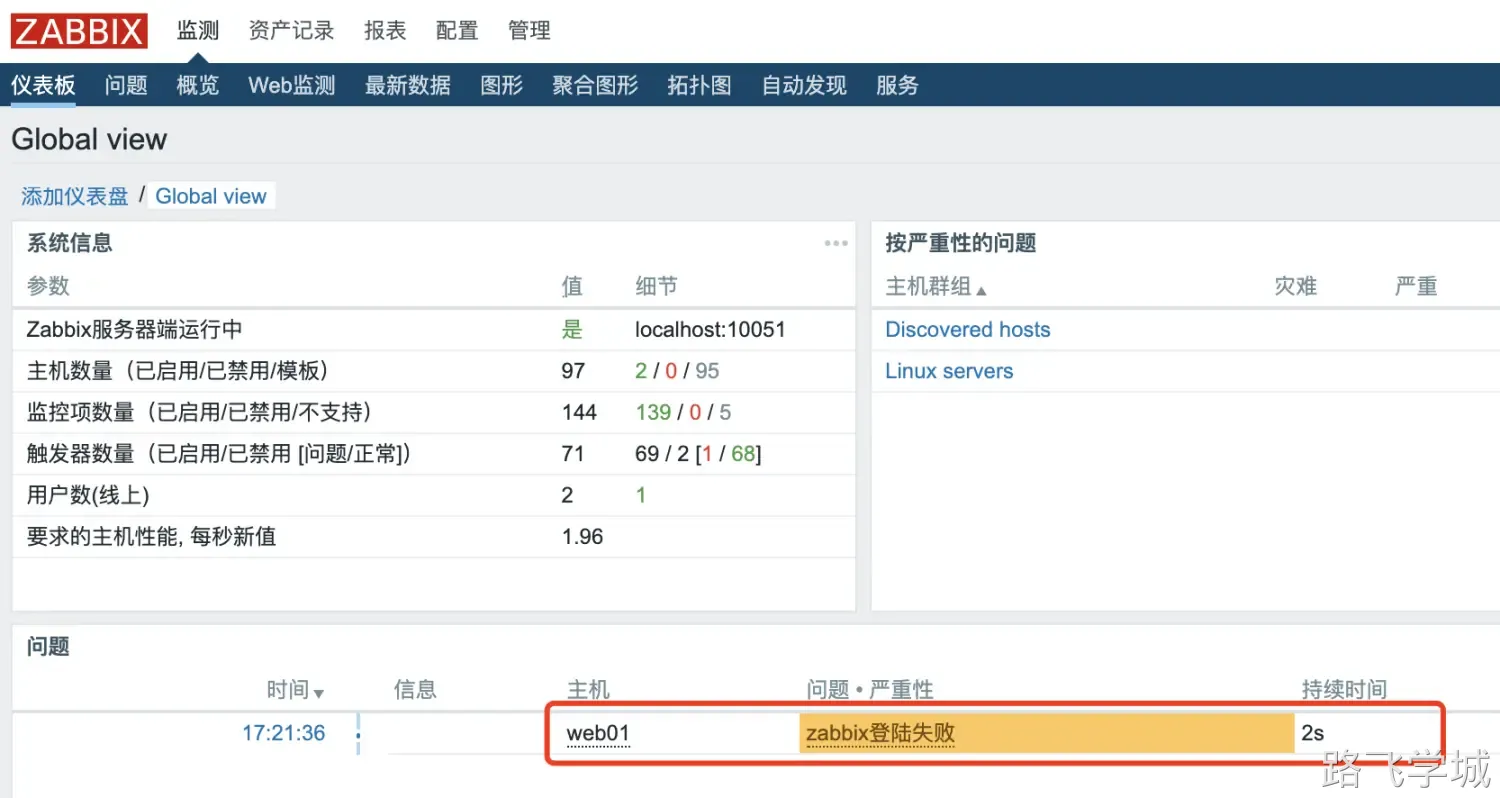 ZABBIX 监测 资产记录 报表 配置 管理
仪表板 问题 概览 Web监测 最新数据 图形 聚合图形 拓扑图 自动发现 服务
Global view
添加仪表盘 / Global view
系统信息
参数 值 细节
Zabbix服务器端运行中 是 localhost:10051
主机数量（已启用/已禁用/模板） 97 2 / 0 / 95
监控项数量（已启用/已禁用/不支持） 144 139 / 0 / 5
触发器数量（已启用/已禁用 [问题/正常]） 71 69 / 2 [1 / 68]
用户数(线上) 2 1
要求的主机性能, 每秒新值 1.96
按严重性的问题
主机群组▲ 灾难 严重
Discovered hosts
Linux servers
问题
时间▼ 信息 主机 问题 • 严重性 持续时间
17:21:36 web01 zabbix登陆失败 2s
路飞学城